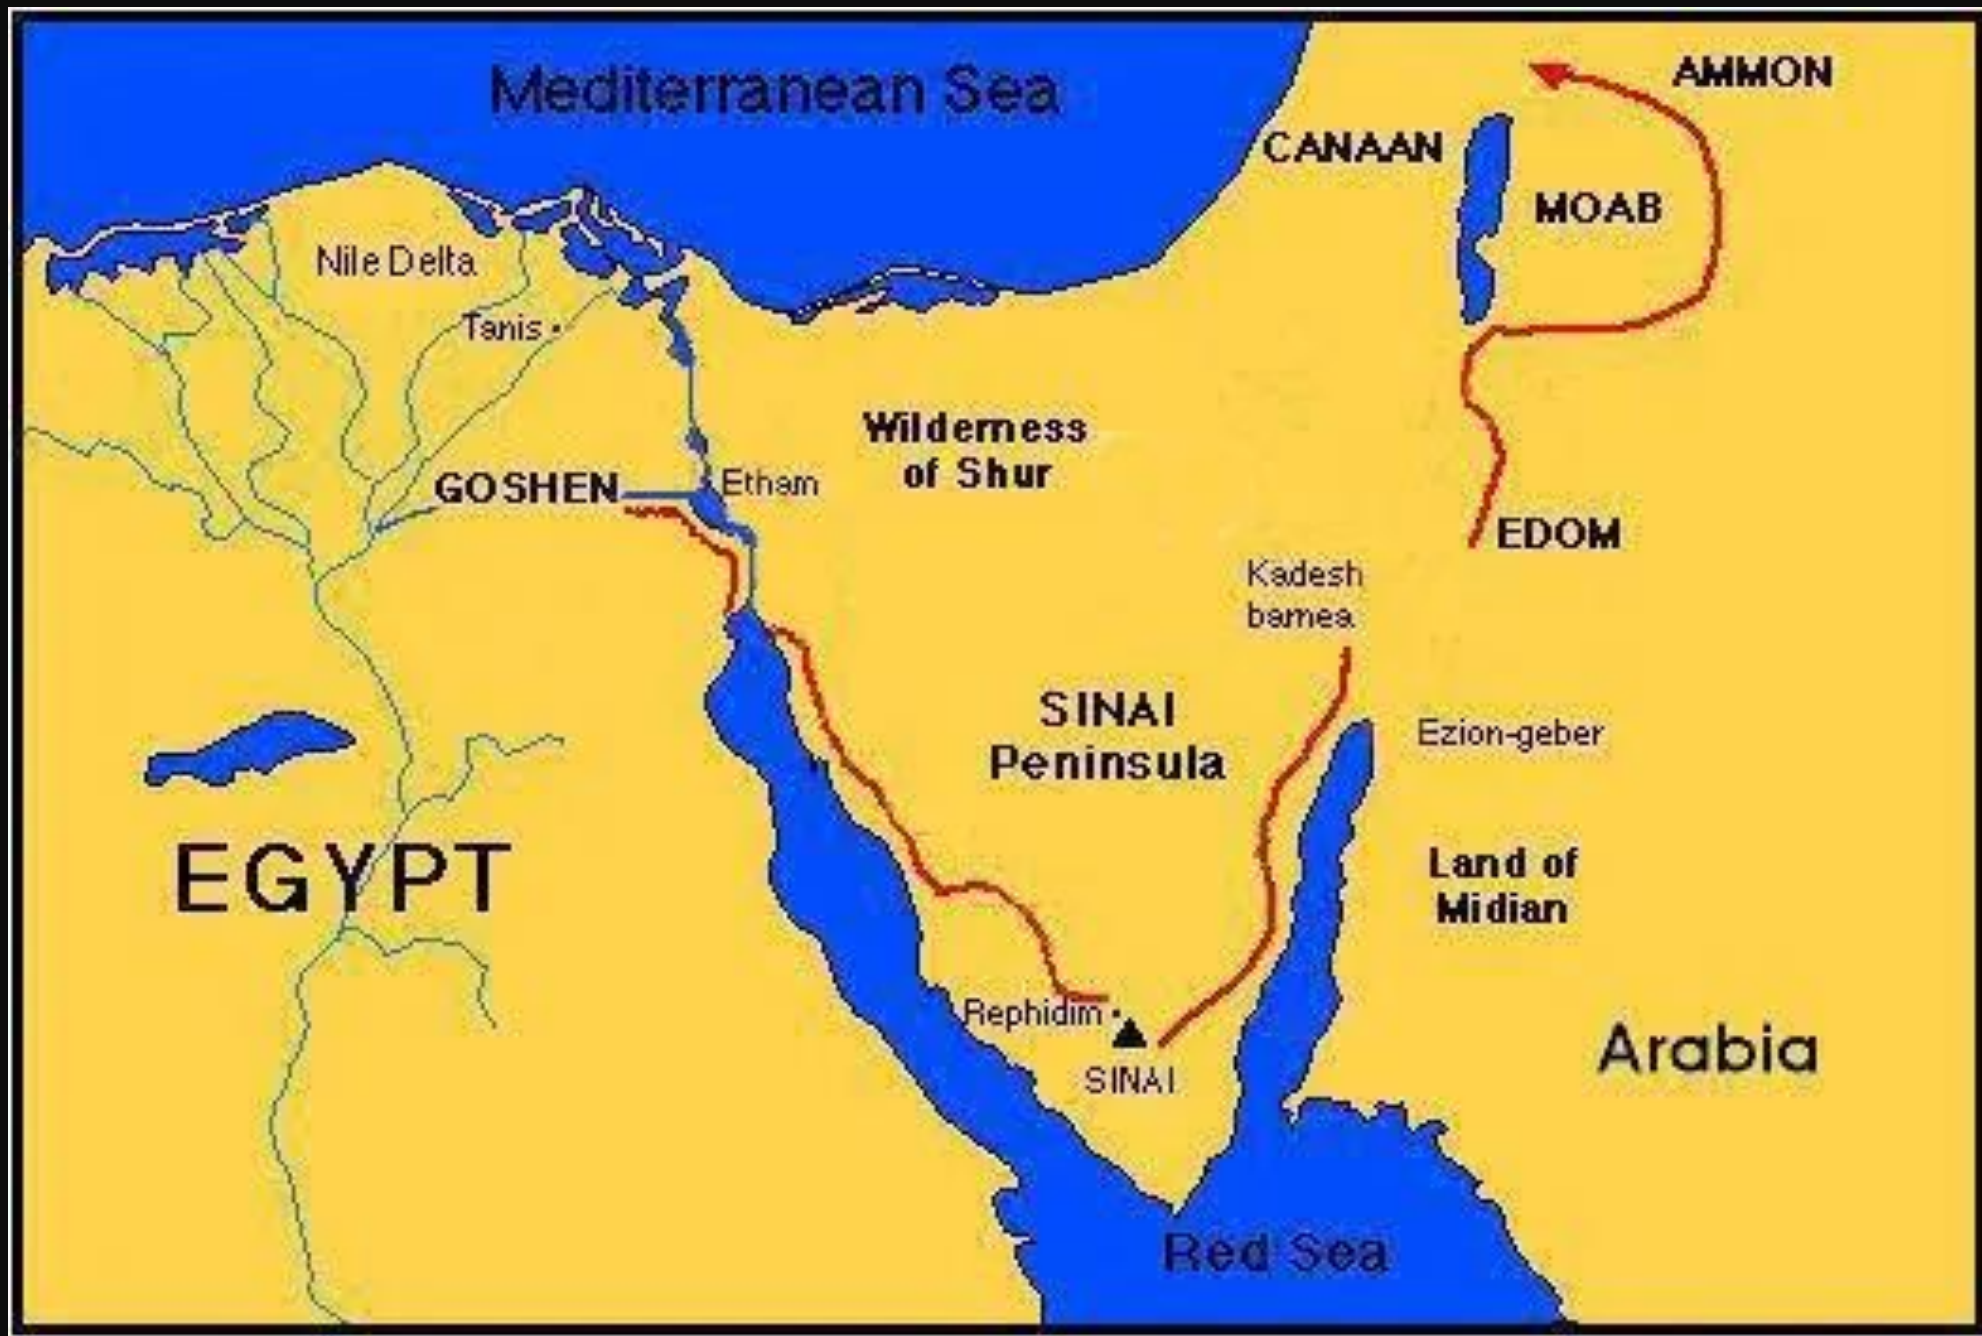 Mediterranean Sea
AMMON
CANAAN
MOAB
Nile Delta
Tanis
Wilderness
of Shur
GOSHEN
Etham
EDOM
Kadesh
barnea
SINAI
Peninsula
Ezion-geber
EGYPT
Land of
Midian
Rephidim
SINAI
Arabia
Red Sea